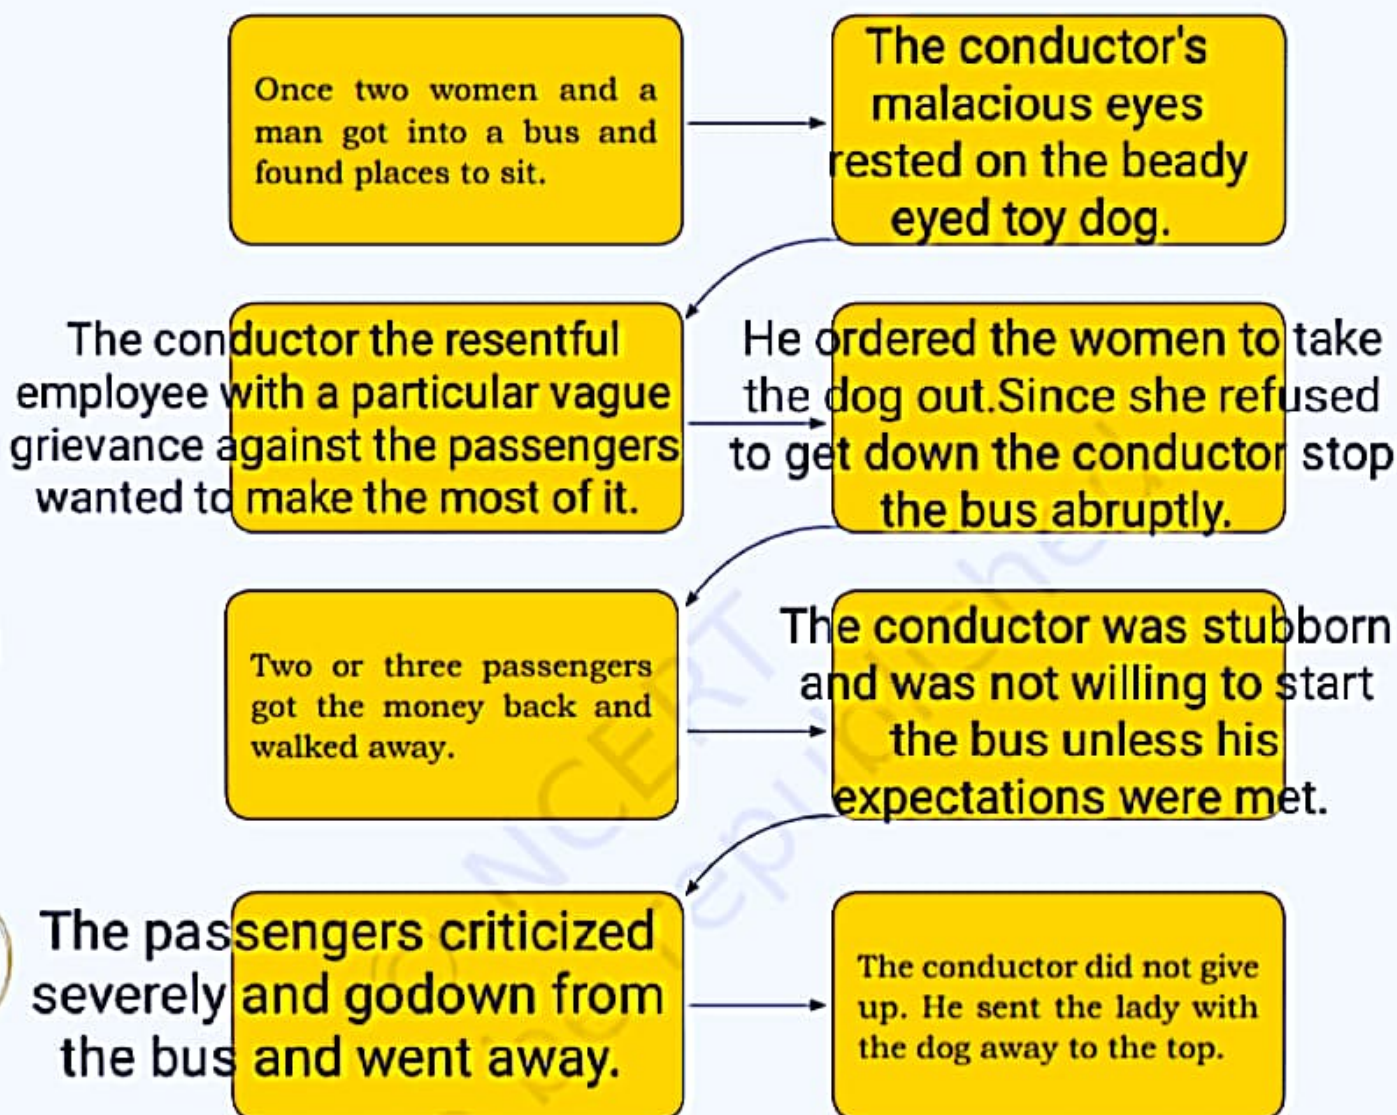 Once two women and a
man got into a bus and
found places to sit.
The conductor's
malacious eyes
rested on the beady
eyed toy dog.
The conductor the resentful
employee with a particular vague
grievance against the passengers
wanted to make the most of it.
He ordered the women to take
the dog out.Since she refused
to get down the conductor stop
the bus abruptly.
Two or three passengers
got the money back and
walked away.
The conductor was stubborn
and was not willing to start
the bus unless his
expectations were met.
The passengers criticized
severely and godown from
the bus and went away.
The conductor did not give
up. He sent the lady with
the dog away to the top.
© NCERT
be republished